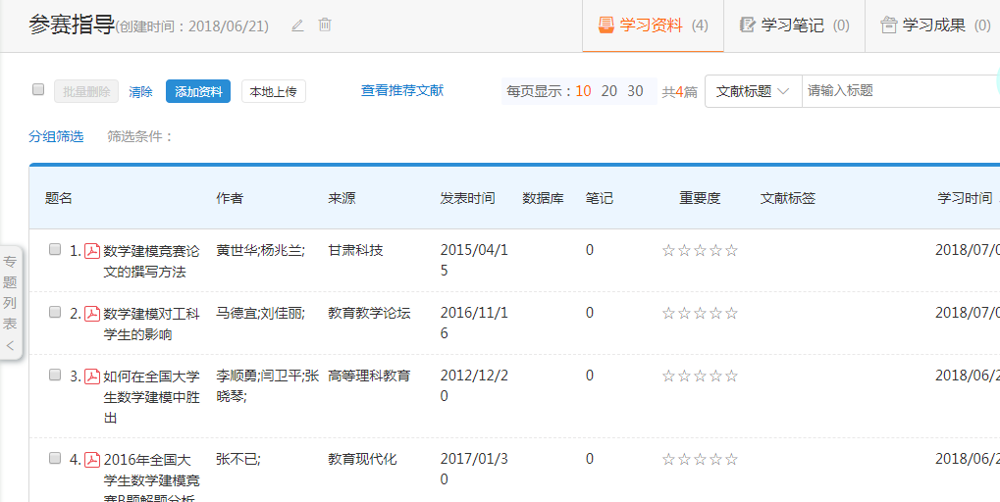 参赛指导(创建时间：2018/06/21) 学习资料 (4) 学习笔记 (0) 学习成果 (0)
批量删除 清除 添加资料 本地上传 查看推荐文献 每页显示：10 20 30 共4篇 文献标题 请输入标题
分组筛选 筛选条件：
题名 作者 来源 发表时间 数据库 笔记 重要度 文献标签 学习时间
1. 数学建模竞赛论 黄世华;杨兆兰; 甘肃科技 2015/04/1 0 ☆☆☆☆☆ 2018/07/0
文的撰写方法 5
2. 数学建模对工科 马德宜;刘佳丽; 教育教学论坛 2016/11/1 0 ☆☆☆☆☆ 2018/07/0
学生的影响 6
3. 如何在全国大学 李顺勇;闫卫平;张 高等理科教育 2012/12/2 0 ☆☆☆☆☆ 2018/06/2
生数学建模中胜 晓琴; 0
出
4. 2016年全国大 张不已; 教育现代化 2017/01/3 0 ☆☆☆☆☆ 2018/06/2
学生数学建模竞 0
赛B题解题分析
专
题
列
表
<